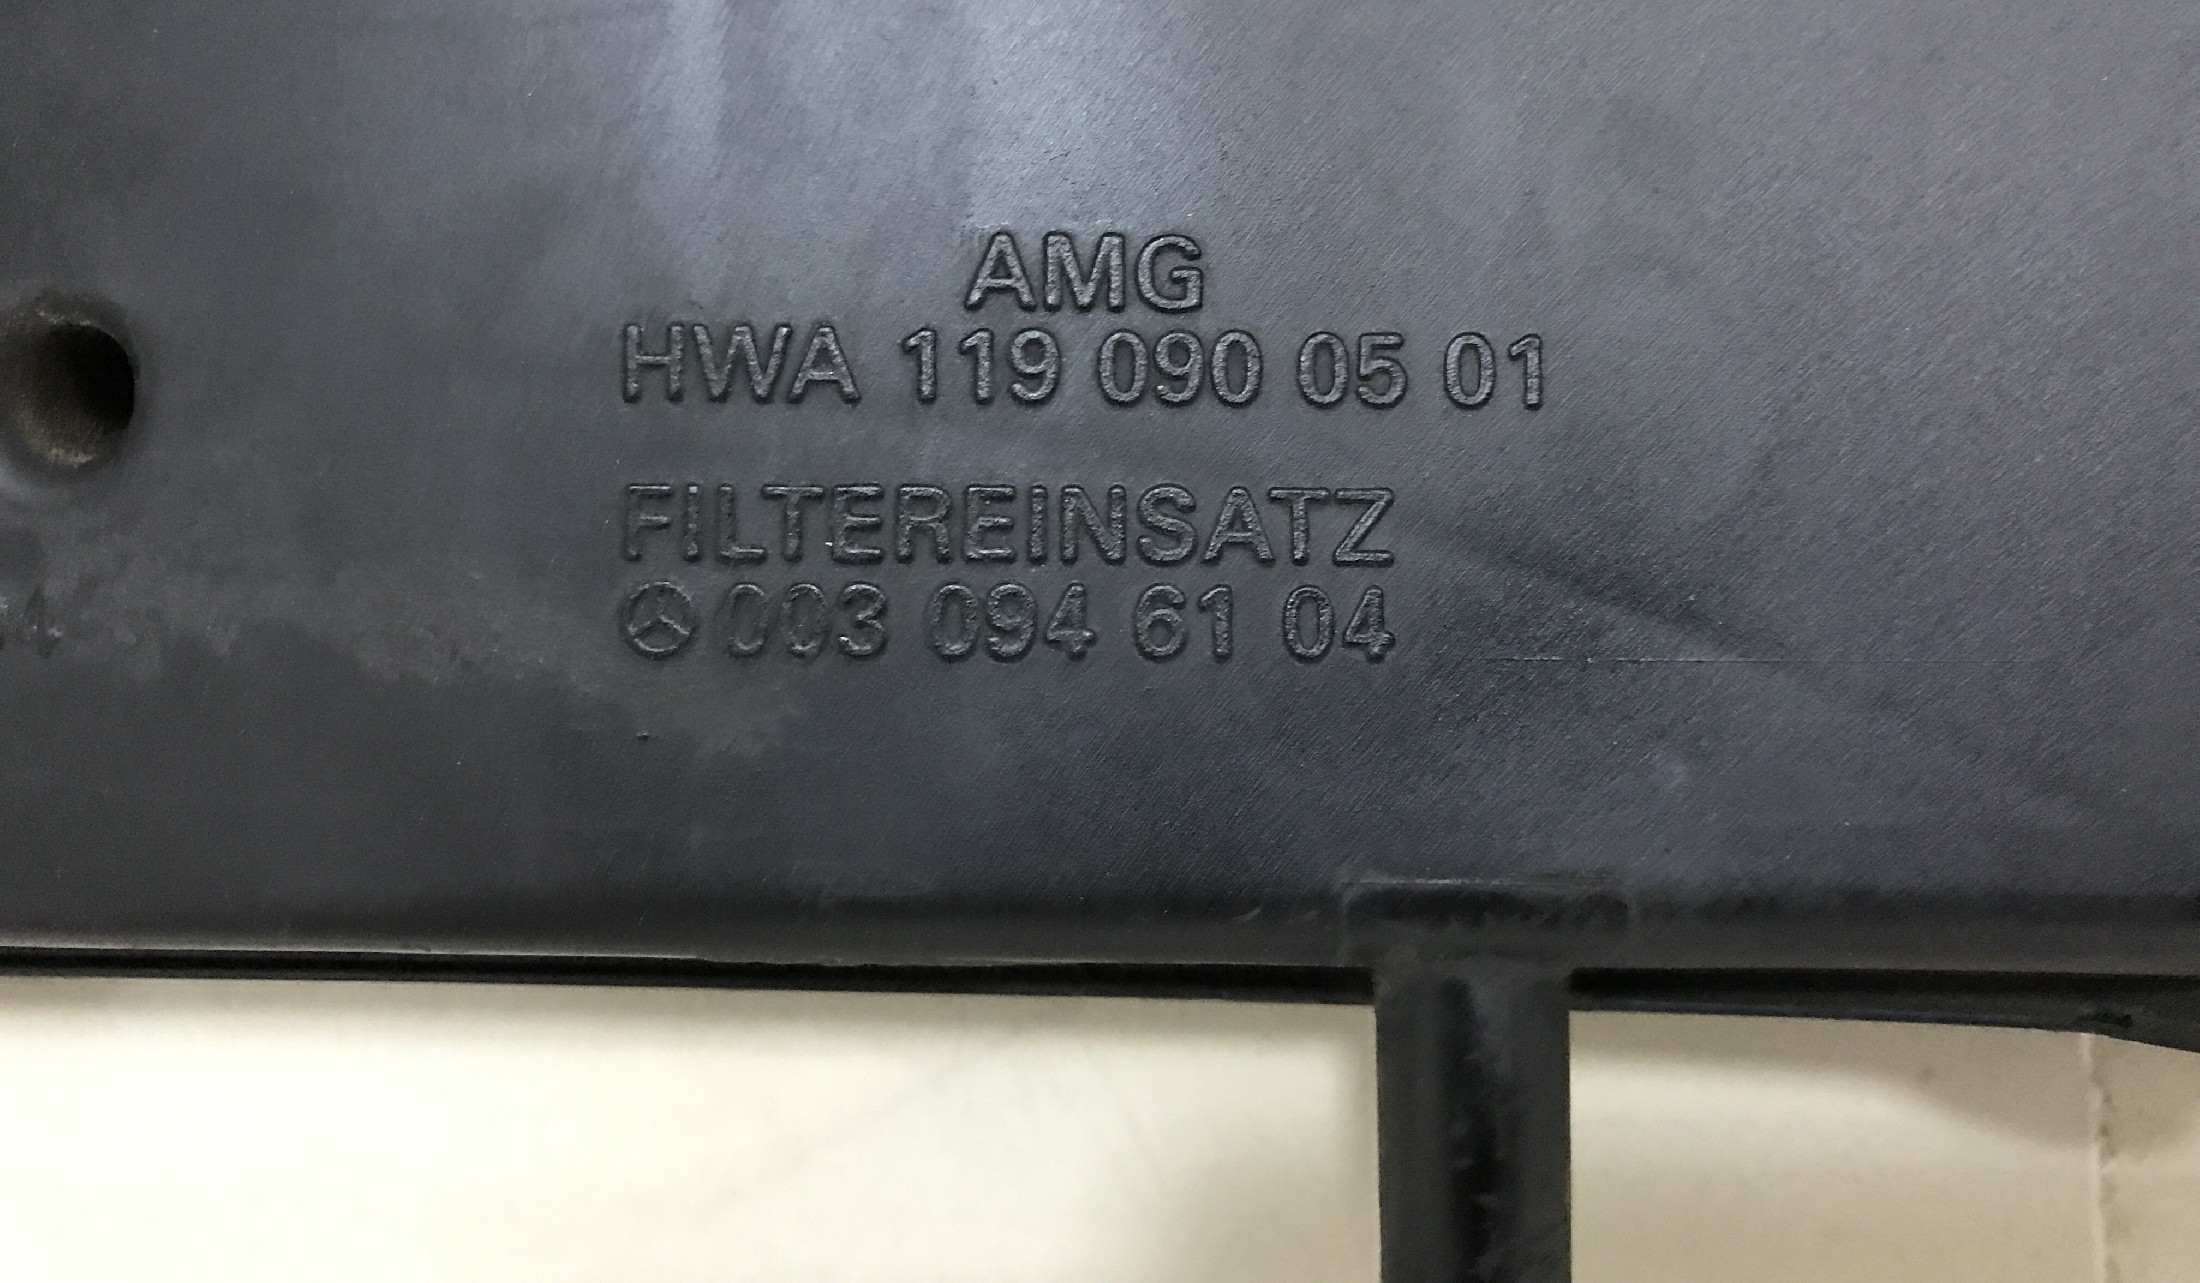 AMG
HWA 119 090 05 01
FILTEREINSATZ
003 094 61 04